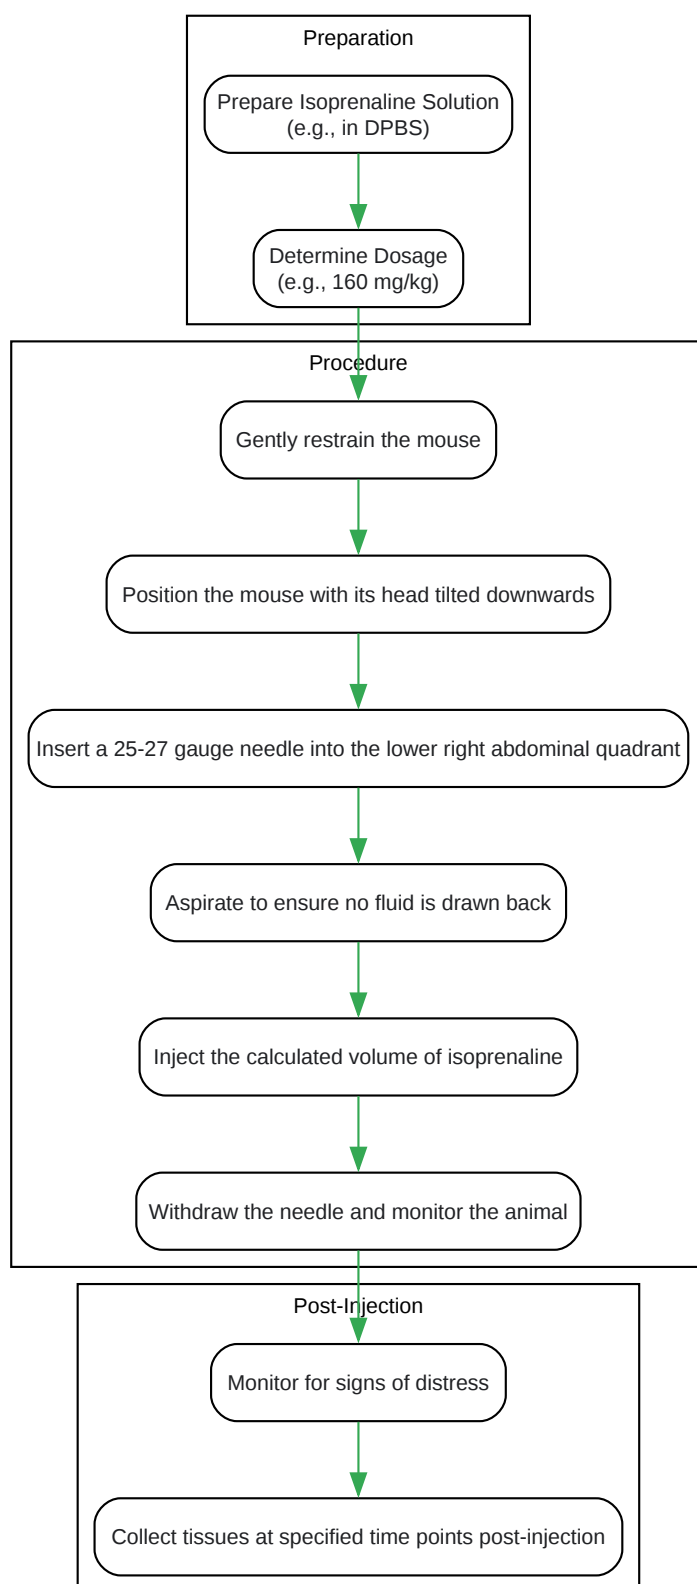 Preparation
Prepare Isoprenaline Solution
(e.g., in DPBS)
Determine Dosage
(e.g., 160 mg/kg)
Procedure
Gently restrain the mouse
Position the mouse with its head tilted downwards
Insert a 25-27 gauge needle into the lower right abdominal quadrant
Aspirate to ensure no fluid is drawn back
Inject the calculated volume of isoprenaline
Withdraw the needle and monitor the animal
Post-Injection
Monitor for signs of distress
Collect tissues at specified time points post-injection